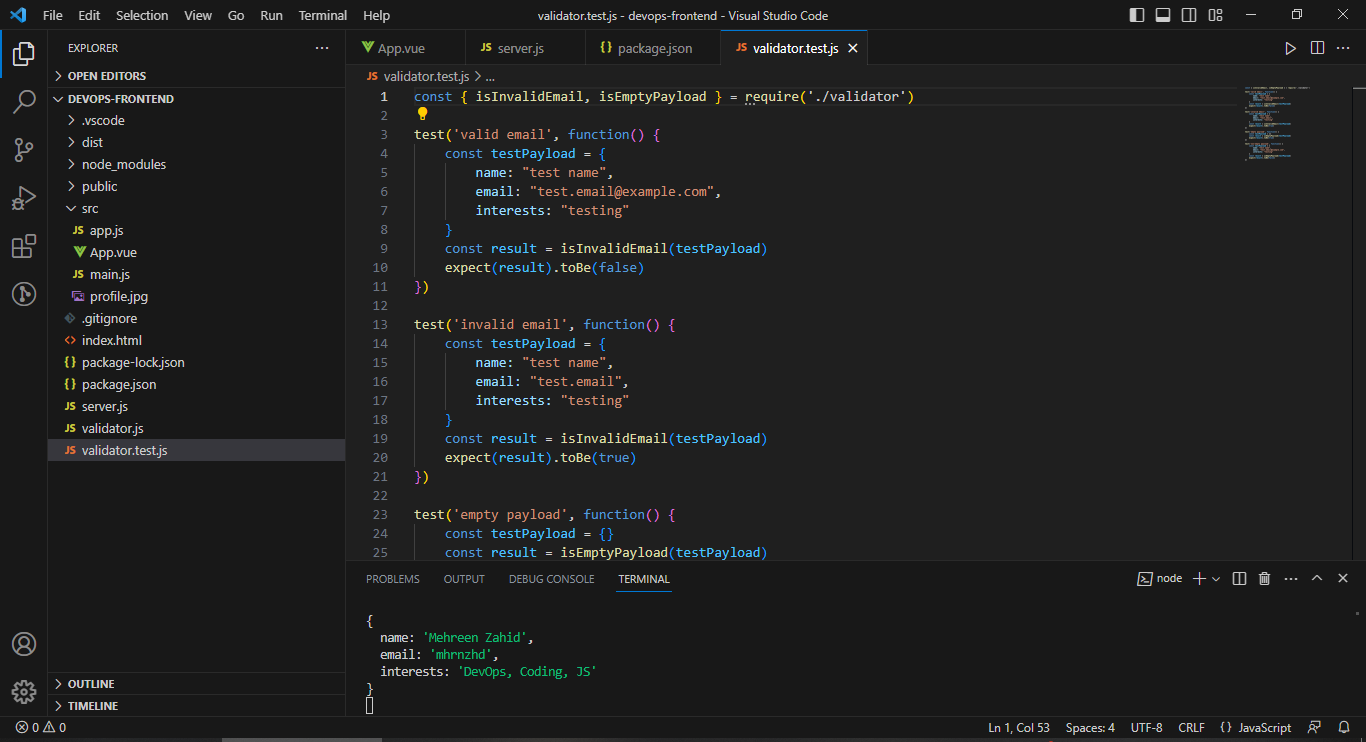 File Edit Selection View Go Run Terminal Help validator.test.js - devops-frontend - Visual Studio Code
EXPLORER
OPEN EDITORS
DEVOPS-FRONTEND
.vscode
dist
node_modules
public
src
JS app.js
App.vue
JS main.js
profile.jpg
.gitignore
index.html
{} package-lock.json
{} package.json
JS server.js
JS validator.js
JS validator.test.js
OUTLINE
TIMELINE
App.vue JS server.js {} package.json JS validator.test.js
JS validator.test.js > ...
1 const { isInvalidEmail, isEmptyPayload } = require('./validator')
2
3 test('valid email', function() {
4 const testPayload = {
5 name: "test name",
6 email: "test.email@example.com",
7 interests: "testing"
8 }
9 const result = isInvalidEmail(testPayload)
10 expect(result).toBe(false)
11 })
12
13 test('invalid email', function() {
14 const testPayload = {
15 name: "test name",
16 email: "test.email",
17 interests: "testing"
18 }
19 const result = isInvalidEmail(testPayload)
20 expect(result).toBe(true)
21 })
22
23 test('empty payload', function() {
24 const testPayload = {}
25 const result = isEmptyPayload(testPayload)
PROBLEMS OUTPUT DEBUG CONSOLE TERMINAL node
{
name: 'Mehreen Zahid',
email: 'mhrnzhd',
interests: 'DevOps, Coding, JS'
}
0 0 Ln 1, Col 53 Spaces: 4 UTF-8 CRLF {} JavaScript